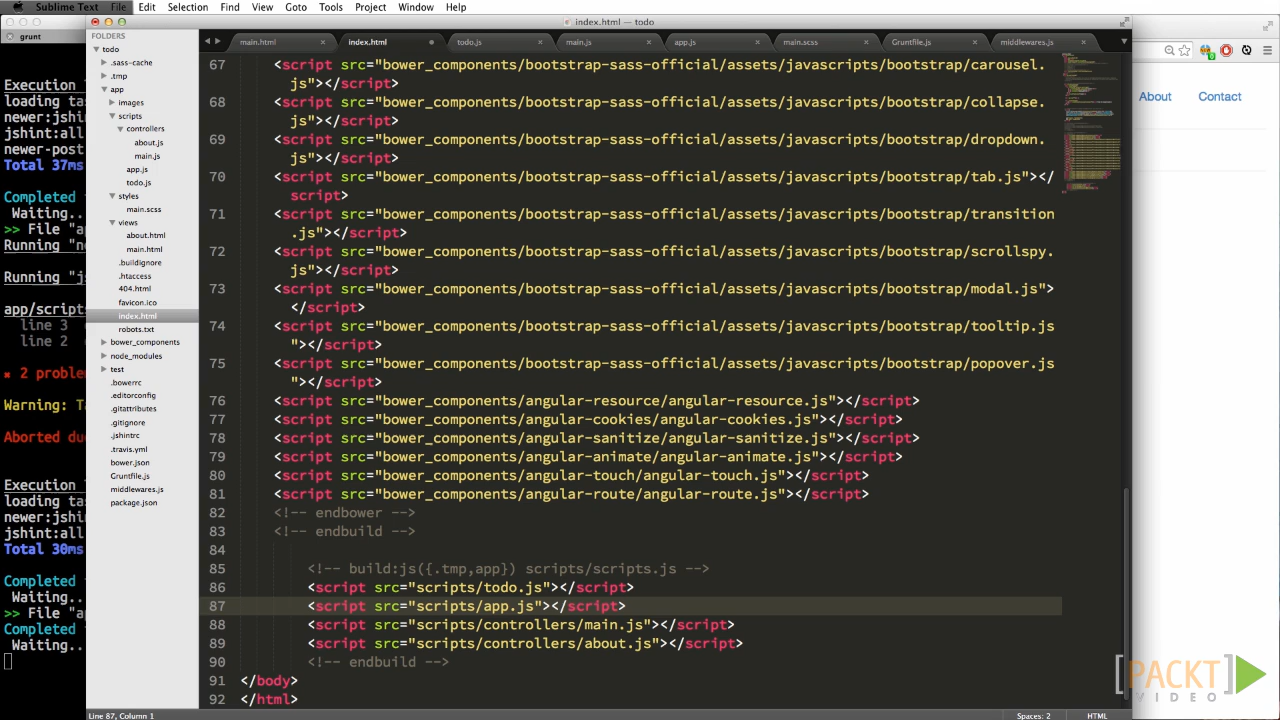 Sublime Text File Edit Selection Find View Goto Tools Project Window Help
index.html — todo
grunt
FOLDERS
main.html × index.html todo.js × main.js × app.js × main.scss × Gruntfile.js × middlewares.js ×
todo
.sass-cache
.tmp
app
images
scripts
controllers
about.js
main.js
app.js
todo.js
styles
main.scss
views
about.html
main.html
.buildignore
.htaccess
404.html
favicon.ico
index.html
robots.txt
bower_components
node_modules
test
.bowerrc
.editorconfig
.gitattributes
.gitignore
.jshintrc
.travis.yml
bower.json
Gruntfile.js
middlewares.js
package.json
Execution
loading tas
newer:jshin
jshint:all
newer-post
Total 37ms
Completed
Waiting..
>> File "ap
Running "ne
Running "js
app/scripts
line 3
line 2
✖ 2 proble
Warning: Ta
Aborted due
Execution
loading tas
newer:jshin
jshint:all
Total 30ms
Completed
Waiting..
>> File "ap
Completed
Waiting..
67 <script src="bower_components/bootstrap-sass-official/assets/javascripts/bootstrap/carousel.
js"></script>
68 <script src="bower_components/bootstrap-sass-official/assets/javascripts/bootstrap/collapse.
js"></script>
69 <script src="bower_components/bootstrap-sass-official/assets/javascripts/bootstrap/dropdown.
js"></script>
70 <script src="bower_components/bootstrap-sass-official/assets/javascripts/bootstrap/tab.js"></
script>
71 <script src="bower_components/bootstrap-sass-official/assets/javascripts/bootstrap/transition
.js"></script>
72 <script src="bower_components/bootstrap-sass-official/assets/javascripts/bootstrap/scrollspy.
js"></script>
73 <script src="bower_components/bootstrap-sass-official/assets/javascripts/bootstrap/modal.js">
</script>
74 <script src="bower_components/bootstrap-sass-official/assets/javascripts/bootstrap/tooltip.js
"></script>
75 <script src="bower_components/bootstrap-sass-official/assets/javascripts/bootstrap/popover.js
"></script>
76 <script src="bower_components/angular-resource/angular-resource.js"></script>
77 <script src="bower_components/angular-cookies/angular-cookies.js"></script>
78 <script src="bower_components/angular-sanitize/angular-sanitize.js"></script>
79 <script src="bower_components/angular-animate/angular-animate.js"></script>
80 <script src="bower_components/angular-touch/angular-touch.js"></script>
81 <script src="bower_components/angular-route/angular-route.js"></script>
82 <!-- endbower -->
83 <!-- endbuild -->
84
85 <!-- build:js({.tmp,app}) scripts/scripts.js -->
86 <script src="scripts/todo.js"></script>
87 <script src="scripts/app.js"></script>
88 <script src="scripts/controllers/main.js"></script>
89 <script src="scripts/controllers/about.js"></script>
90 <!-- endbuild -->
91 </body>
92 </html>
About Contact
[PACKT]
VIDEO
Line 87, Column 1 Spaces: 2 HTML